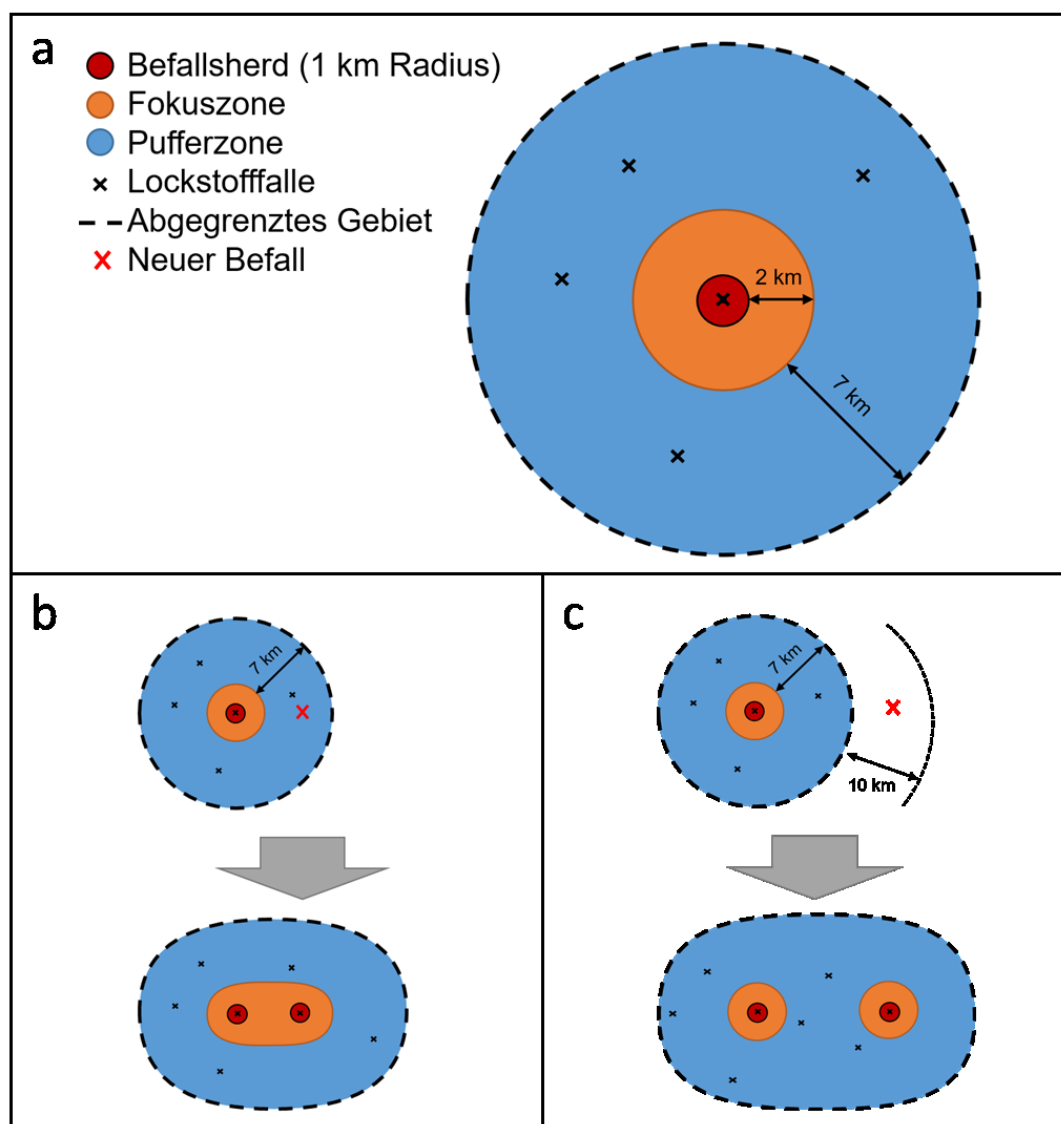 a
Befallsherd (1 km Radius)
Fokuszone
Pufferzone
Lockstofffalle
Abgegrenztes Gebiet
Neuer Befall
2 km
7 km
b
7 km
c
7 km
10 km